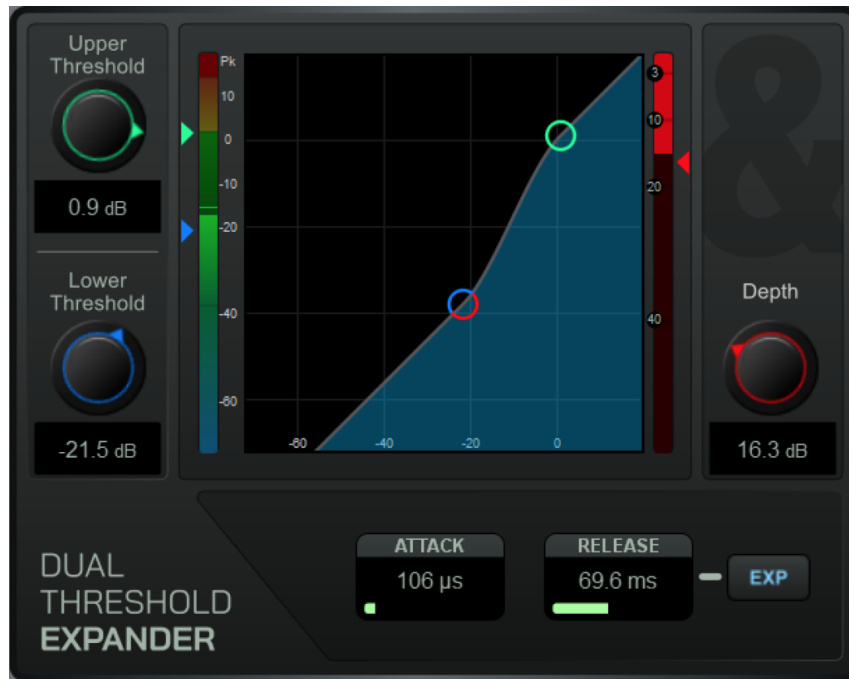 Upper
Threshold
0.9 dB
Lower
Threshold
-21.5 dB
Pk
10
0
-10
-20
-40
-60
-60
-40
-20
0
3
10
20
40
&
Depth
16.3 dB
DUAL
THRESHOLD
EXPANDER
ATTACK
106 µs
RELEASE
69.6 ms
EXP